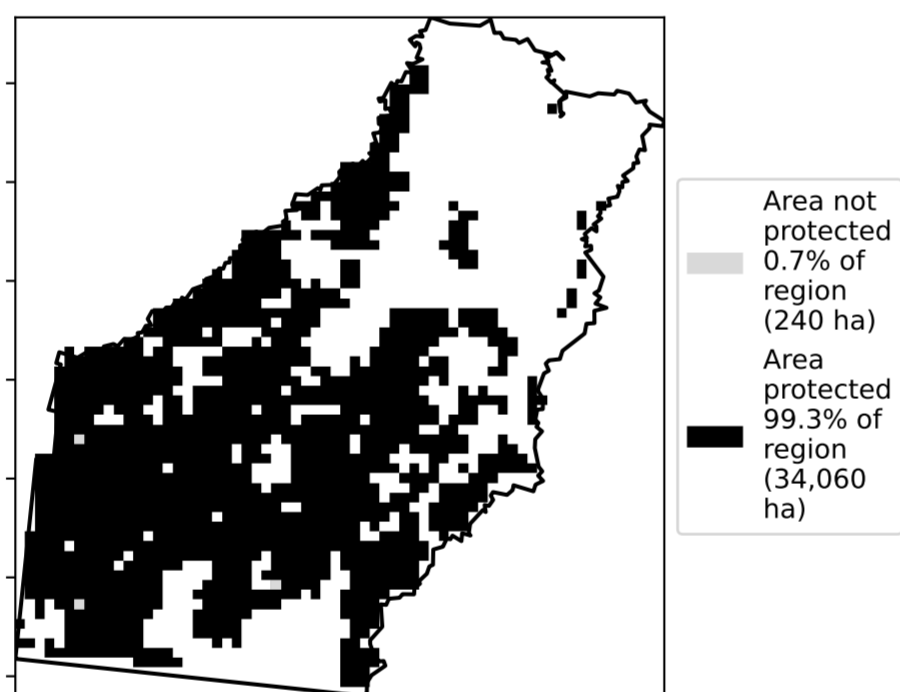 Area not
protected
0.7% of
region
(240 ha)
Area
protected
99.3% of
region
(34,060
ha)